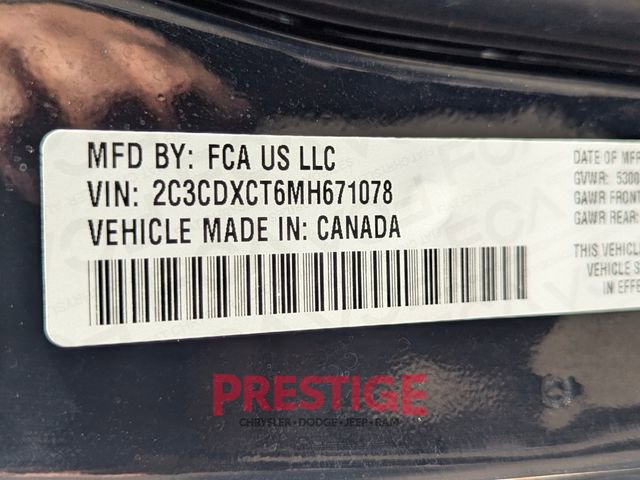 MFD BY: FCA US LLC
VIN: 2C3CDXCT6MH671078
VEHICLE MADE IN: CANADA
DATE OF MFR
GVWR: 5300
GAWR FRONT
GAWR REAR:
THIS VEHICLE
VEHICLE S
IN EFFE
PRESTIGE
CHRYSLER • DODGE • JEEP • RAM